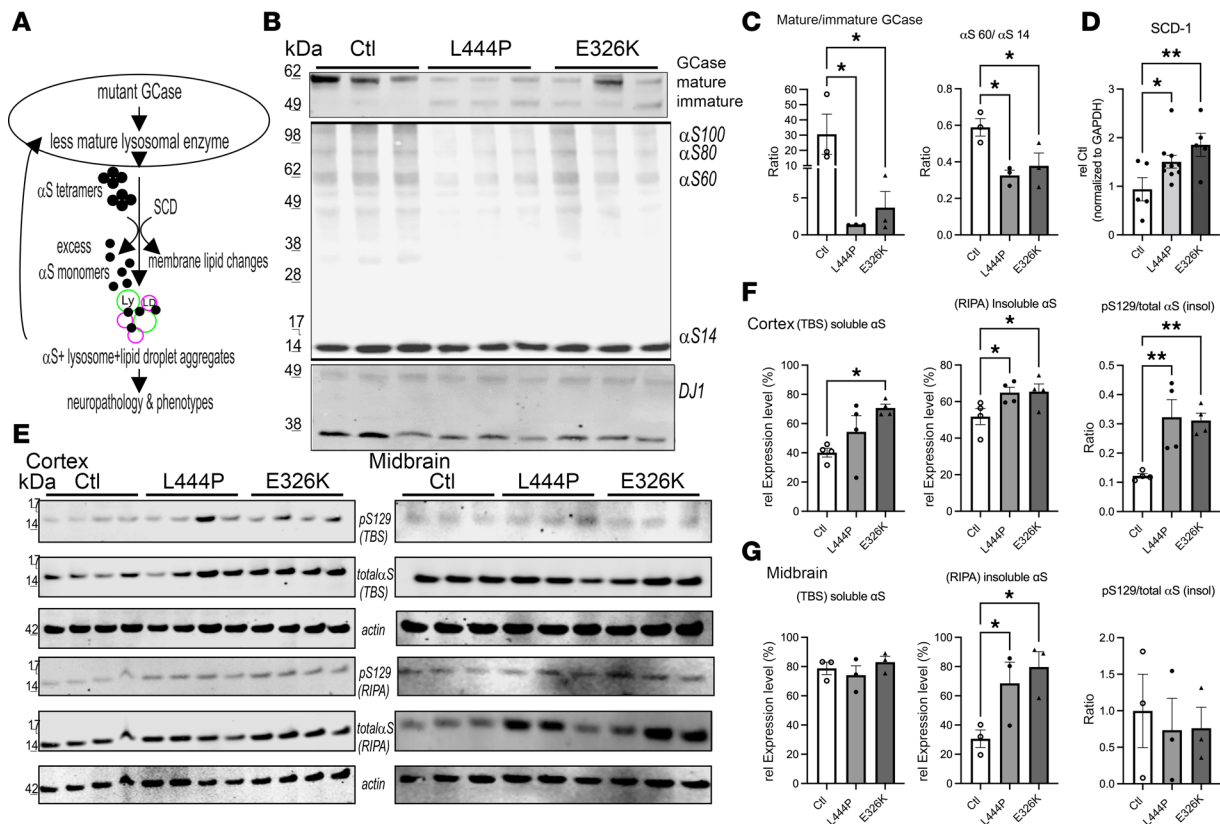 A
mutant GCase
less mature lysosomal enzyme
αS tetramers
SCD
excess
αS monomers
membrane lipid changes
Ly
LD
αS+ lysosome+lipid droplet aggregates
neuropathology & phenotypes
B
kDa
Ctl
L444P
E326K
GCase
mature
immature
62
49
98
80
62
49
38
28
17
14
αS100
αS80
αS60
αS14
49
38
DJ1
C
Mature/immature GCase
Ratio
60
50
40
30
20
10
5
0
*
*
Ctl
L444P
E326K
αS 60/ αS 14
Ratio
0.8
0.6
0.4
0.2
0.0
*
*
Ctl
L444P
E326K
D
SCD-1
rel Ctl
(normalized to GAPDH)
4
3
2
1
0
**
*
Ctl
L444P
E326K
E
Cortex
kDa
Ctl
L444P
E326K
17
14
pS129
(TBS)
17
14
totalαS
(TBS)
42
actin
17
14
pS129
(RIPA)
17
14
totalαS
(RIPA)
42
actin
Midbrain
Ctl
L444P
E326K
F
Cortex
(TBS) soluble αS
rel Expression level (%)
100
80
60
40
20
0
*
Ctl
L444P
E326K
(RIPA) Insoluble αS
rel Expression level (%)
100
80
60
40
20
0
*
*
Ctl
L444P
E326K
pS129/total αS (insol)
Ratio
0.5
0.4
0.3
0.2
0.1
0.0
**
**
Ctl
L444P
E326K
G
Midbrain
(TBS) soluble αS
rel Expression level (%)
100
80
60
40
20
0
Ctl
L444P
E326K
(RIPA) insoluble αS
rel Expression level (%)
100
80
60
40
20
0
*
*
Ctl
L444P
E326K
pS129/total αS (insol)
Ratio
2.0
1.5
1.0
0.5
0.0
Ctl
L444P
E326K